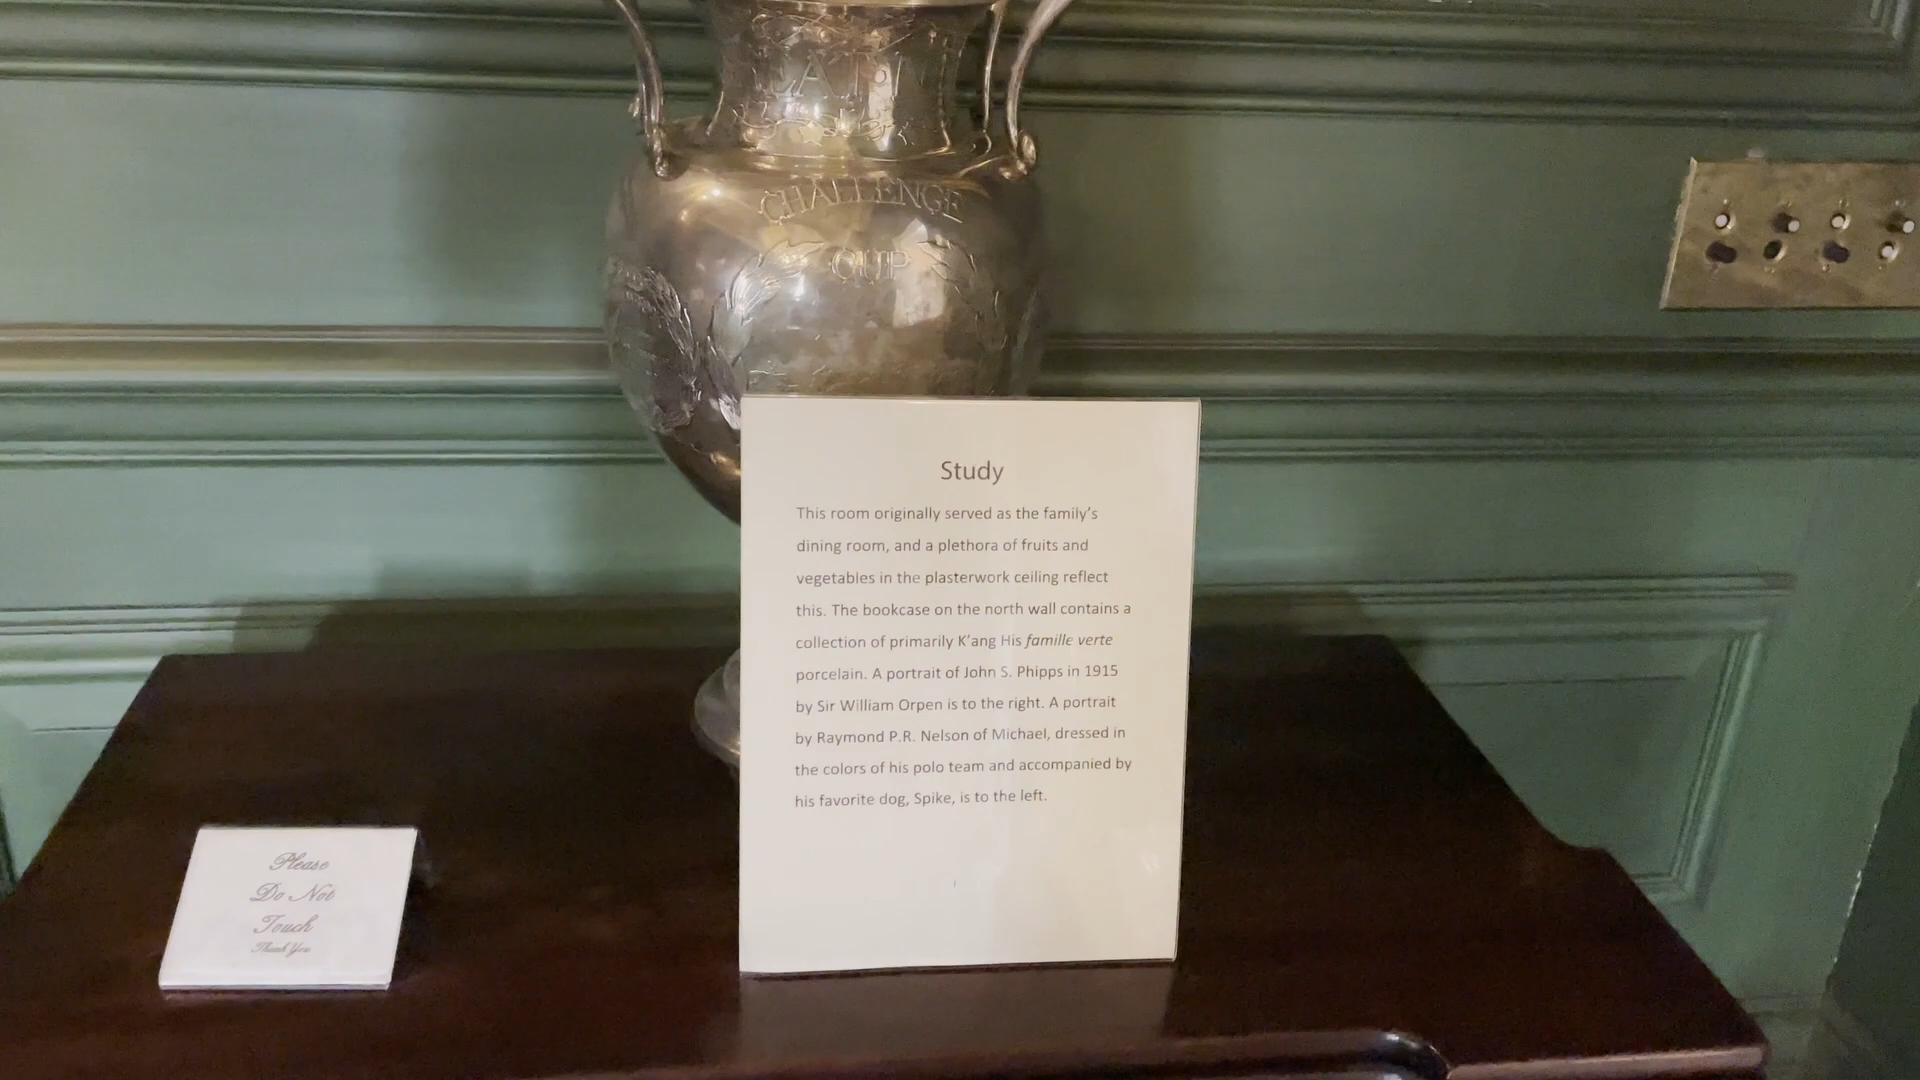 CHALLENGE
CUP
Study
This room originally served as the family's
dining room, and a plethora of fruits and
vegetables in the plasterwork ceiling reflect
this. The bookcase on the north wall contains a
collection of primarily K'ang His famille verte
porcelain. A portrait of John S. Phipps in 1915
by Sir William Orpen is to the right. A portrait
by Raymond P.R. Nelson of Michael, dressed in
the colors of his polo team and accompanied by
his favorite dog, Spike, is to the left.
Please
Do Not
Touch
Thank You